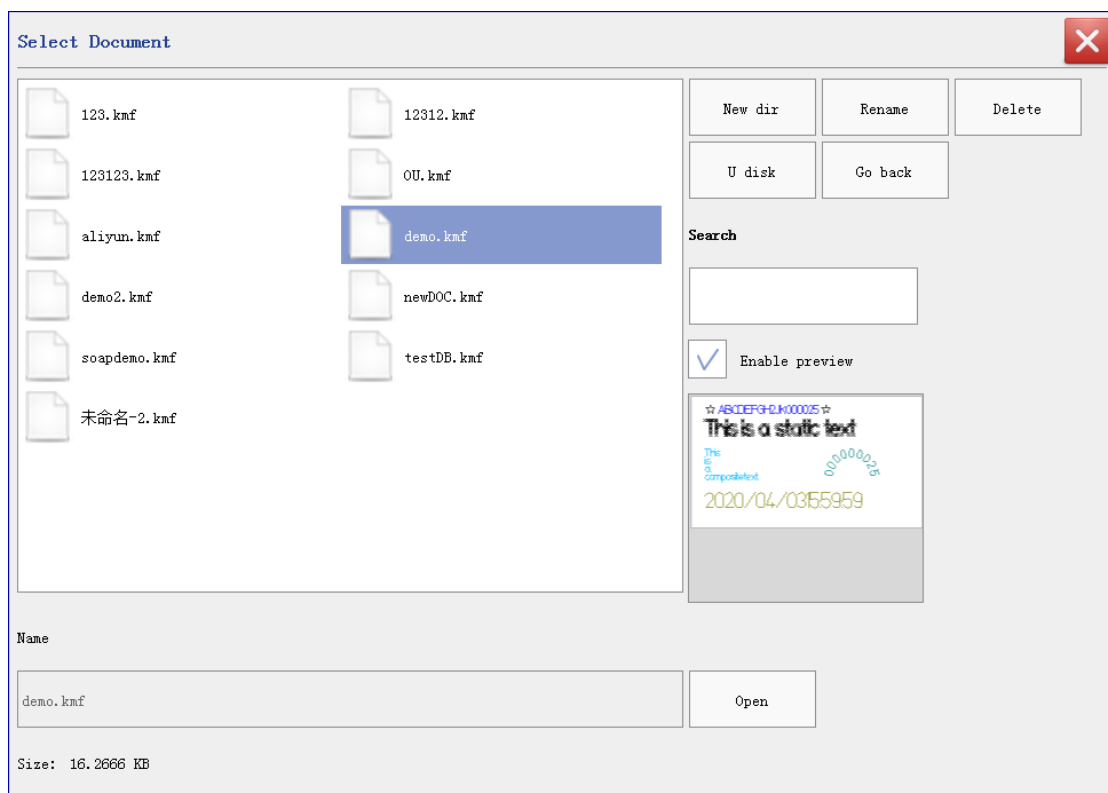 Select Document
123.kmf
12312.kmf
123123.kmf
OU.kmf
aliyun.kmf
demo.kmf
demo2.kmf
newDOC.kmf
soapdemo.kmf
testDB.kmf
未命名-2.kmf
New dir
Rename
Delete
U disk
Go back
Search
Enable preview
☆ ABCDEFGH2JK000025 ☆
This is a static text
This
is
a
compositetext
00000025
2020/04/03155959
Name
demo.kmf
Open
Size: 16.2666 KB